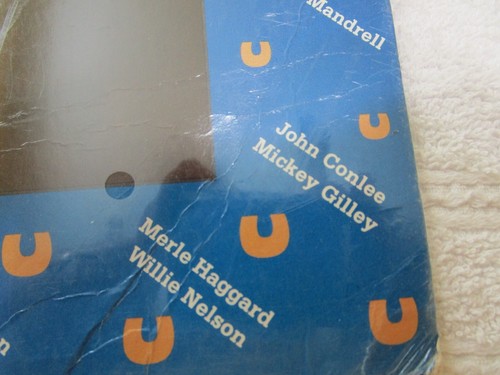 Mandrell
John Conlee
Mickey Gilley
Merle Haggard
Willie Nelson
n